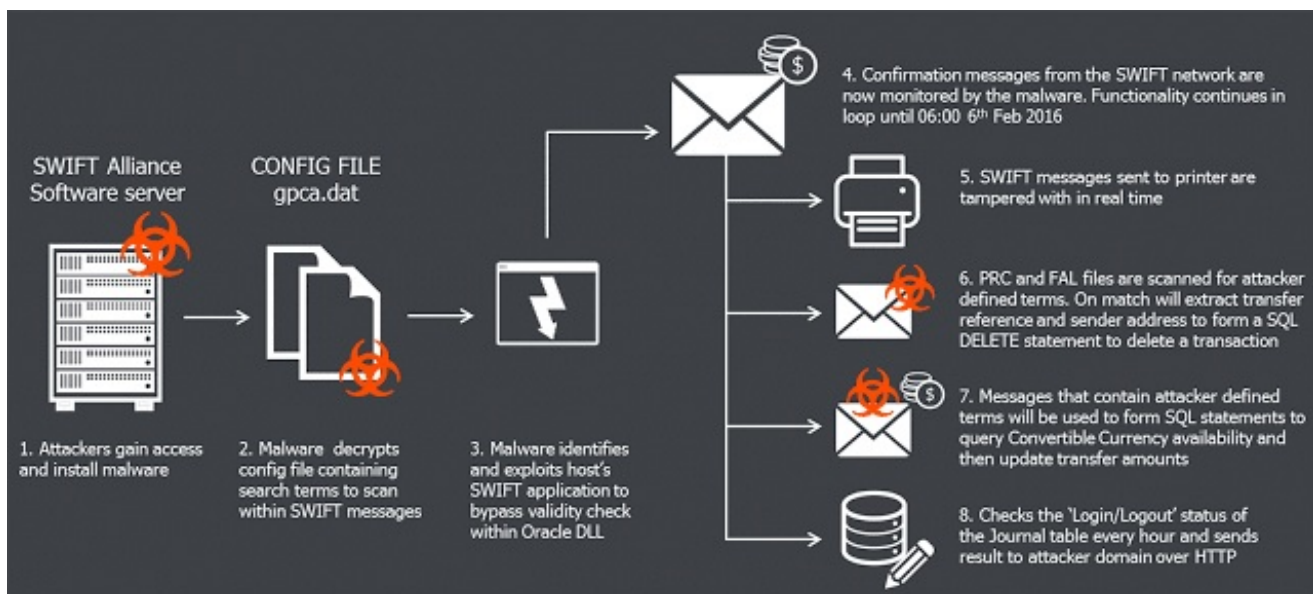 SWIFT Alliance
Software server
CONFIG FILE
gpca.dat
1. Attackers gain access
and install malware
2. Malware decrypts
config file containing
search terms to scan
within SWIFT messages
3. Malware identifies
and exploits host's
SWIFT application to
bypass validity check
within Oracle DLL
$
4. Confirmation messages from the SWIFT network are
now monitored by the malware. Functionality continues in
loop until 06:00 6th Feb 2016
5. SWIFT messages sent to printer are
tampered with in real time
6. PRC and FAL files are scanned for attacker
defined terms. On match will extract transfer
reference and sender address to form a SQL
DELETE statement to delete a transaction
$
7. Messages that contain attacker defined
terms will be used to form SQL statements to
query Convertible Currency availability and
then update transfer amounts
8. Checks the 'Login/Logout' status of
the Journal table every hour and sends
result to attacker domain over HTTP